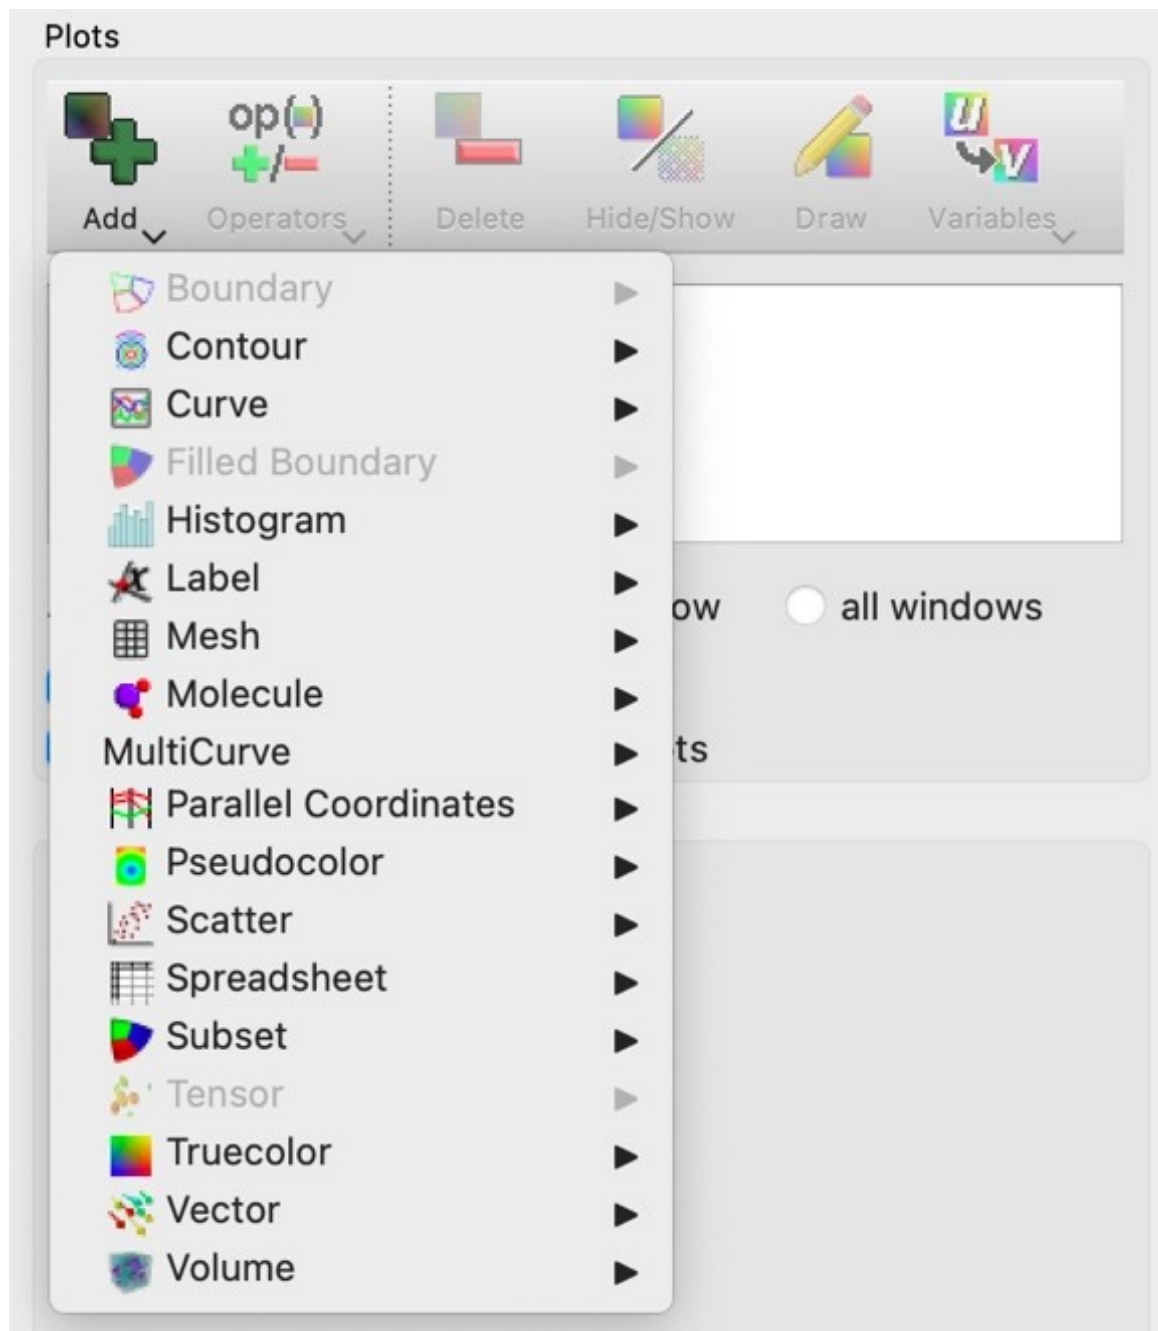 Plots
op( )
+/-
u
v
Add Operators Delete Hide/Show Draw Variables
Boundary
Contour
Curve
Filled Boundary
Histogram
Label
ow all windows
Mesh
Molecule
MultiCurve
ts
Parallel Coordinates
Pseudocolor
Scatter
Spreadsheet
Subset
Tensor
Truecolor
Vector
Volume